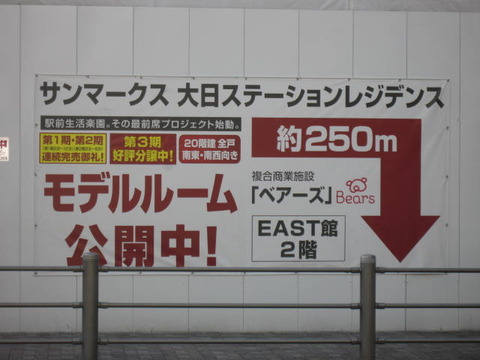 サンマークス 大日ステーションレジデンス
駅前生活楽園。その最前席プロジェクト始動。
第1期・第2期
連続完売御礼!
第3期
好評分譲中!
20階建 全戸
南東・南西向き
モデルルーム
公開中!
約250m
複合商業施設
「ベアーズ」
Bears
EAST館
2階
中